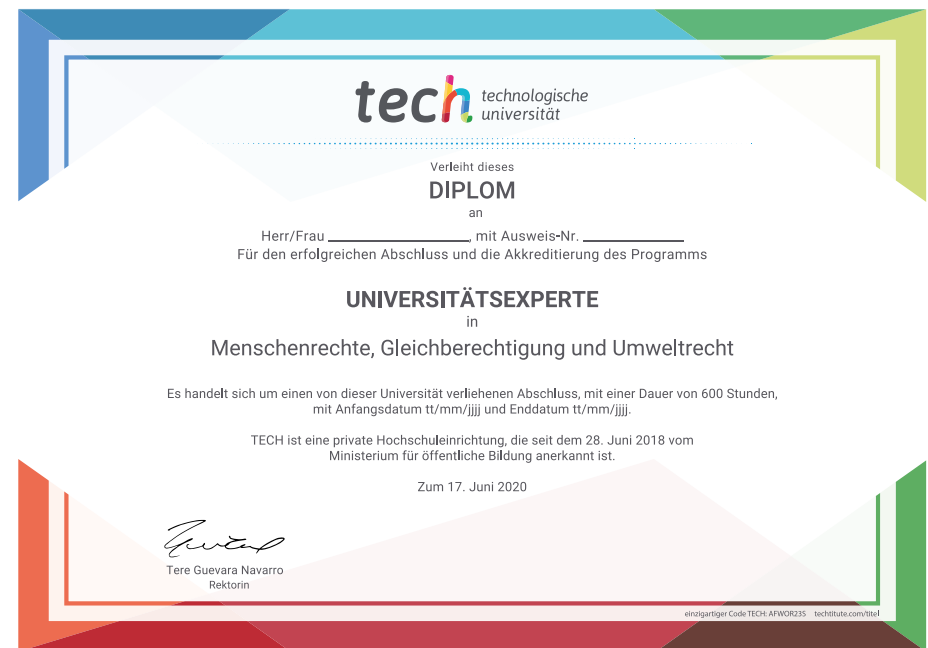 tech technologische
universität
Verleiht dieses
DIPLOM
an
Herr/Frau ____________________, mit Ausweis-Nr. ______________
Für den erfolgreichen Abschluss und die Akkreditierung des Programms
UNIVERSITÄTSEXPERTE
in
Menschenrechte, Gleichberechtigung und Umweltrecht
Es handelt sich um einen von dieser Universität verliehenen Abschluss, mit einer Dauer von 600 Stunden,
mit Anfangsdatum tt/mm/jjjj und Enddatum tt/mm/jjjj.
TECH ist eine private Hochschuleinrichtung, die seit dem 28. Juni 2018 vom
Ministerium für öffentliche Bildung anerkannt ist.
Zum 17. Juni 2020
Tere Guevara Navarro
Rektorin
einzigartiger Code TECH: AFWOR23S techtitute.com/titel